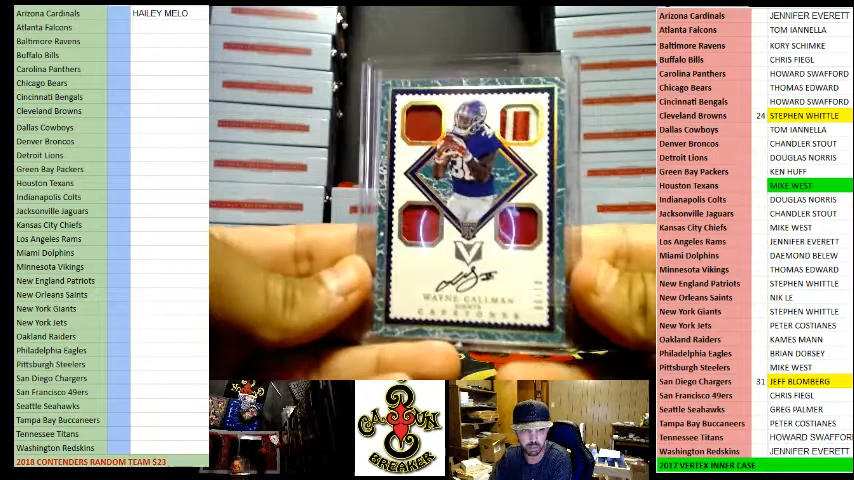 Arizona Cardinals HAILEY MELO
Atlanta Falcons
Baltimore Ravens
Buffalo Bills
Carolina Panthers
Chicago Bears
Cincinnati Bengals
Cleveland Browns
Dallas Cowboys
Denver Broncos
Detroit Lions
Green Bay Packers
Houston Texans
Indianapolis Colts
Jacksonville Jaguars
Kansas City Chiefs
Los Angeles Rams
Miami Dolphins
Minnesota Vikings
New England Patriots
New Orleans Saints
New York Giants
New York Jets
Oakland Raiders
Philadelphia Eagles
Pittsburgh Steelers
San Diego Chargers
San Francisco 49ers
Seattle Seahawks
Tampa Bay Buccaneers
Tennessee Titans
Washington Redskins
2018 CONTENDERS RANDOM TEAM $23
WAYNE GALLMAN
GIANTS
CAPSTONES
CAJUN
BREAKER
Arizona Cardinals JENNIFER EVERETT
Atlanta Falcons TOM IANNELLA
Baltimore Ravens KORY SCHIMKE
Buffalo Bills CHRIS FIEGL
Carolina Panthers HOWARD SWAFFORD
Chicago Bears THOMAS EDWARD
Cincinnati Bengals HOWARD SWAFFORD
Cleveland Browns 24 STEPHEN WHITTLE
Dallas Cowboys TOM IANNELLA
Denver Broncos CHANDLER STOUT
Detroit Lions DOUGLAS NORRIS
Green Bay Packers KEN HUFF
Houston Texans MIKE WEST
Indianapolis Colts DOUGLAS NORRIS
Jacksonville Jaguars CHANDLER STOUT
Kansas City Chiefs MIKE WEST
Los Angeles Rams JENNIFER EVERETT
Miami Dolphins DAEMOND BELEW
Minnesota Vikings THOMAS EDWARD
New England Patriots STEPHEN WHITTLE
New Orleans Saints NIK LE
New York Giants STEPHEN WHITTLE
New York Jets PETER COSTIANES
Oakland Raiders KAMES MANN
Philadelphia Eagles BRIAN DORSEY
Pittsburgh Steelers MIKE WEST
San Diego Chargers 31 JEFF BLOMBERG
San Francisco 49ers CHRIS FIEGL
Seattle Seahawks GREG PALMER
Tampa Bay Buccaneers PETER COSTIANES
Tennessee Titans HOWARD SWAFFORD
Washington Redskins JENNIFER EVERETT
2017 VERTEX INNER CASE